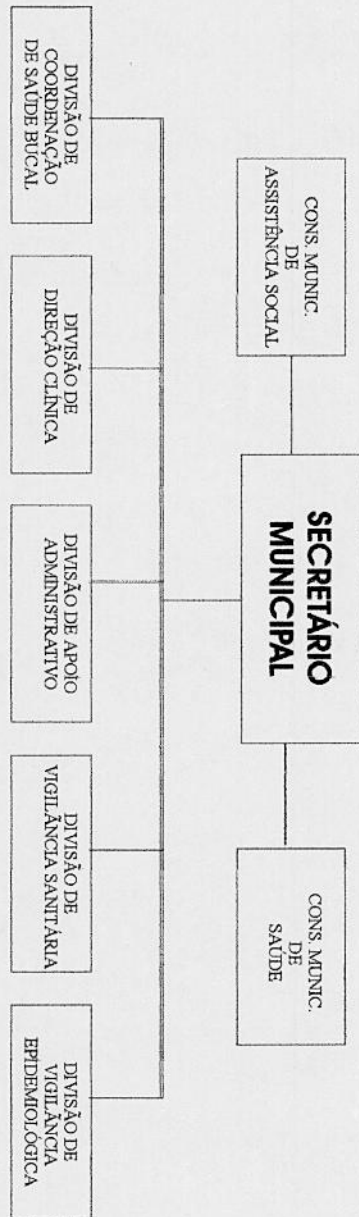 CONS. MUNIC.
DE
ASSISTÊNCIA SOCIAL
SECRETÁRIO
MUNICIPAL
CONS. MUNIC.
DE
SAÚDE
DIVISÃO DE
COORDENAÇÃO
DE SAÚDE BUCAL
DIVISÃO DE
DIREÇÃO CLÍNICA
DIVISÃO DE APOIO
ADMINISTRATIVO
DIVISÃO DE
VIGILÂNCIA SANITÁRIA
DIVISÃO DE
VIGILÂNCIA
EPIDEMIOLÓGICA